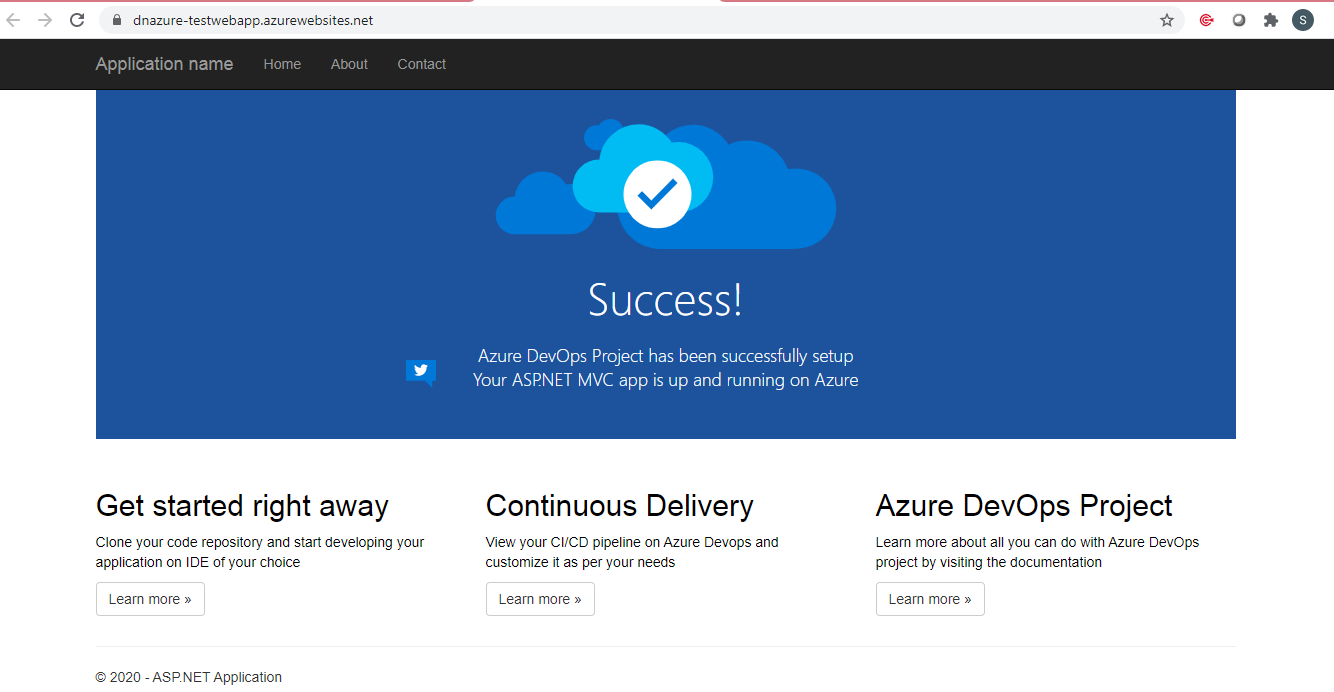 dnazure-testwebapp.azurewebsites.net
S
Application name Home About Contact
Success!
Azure DevOps Project has been successfully setup
Your ASP.NET MVC app is up and running on Azure
Get started right away
Clone your code repository and start developing your
application on IDE of your choice
Learn more »
Continuous Delivery
View your CI/CD pipeline on Azure Devops and
customize it as per your needs
Learn more »
Azure DevOps Project
Learn more about all you can do with Azure DevOps
project by visiting the documentation
Learn more »
© 2020 - ASP.NET Application